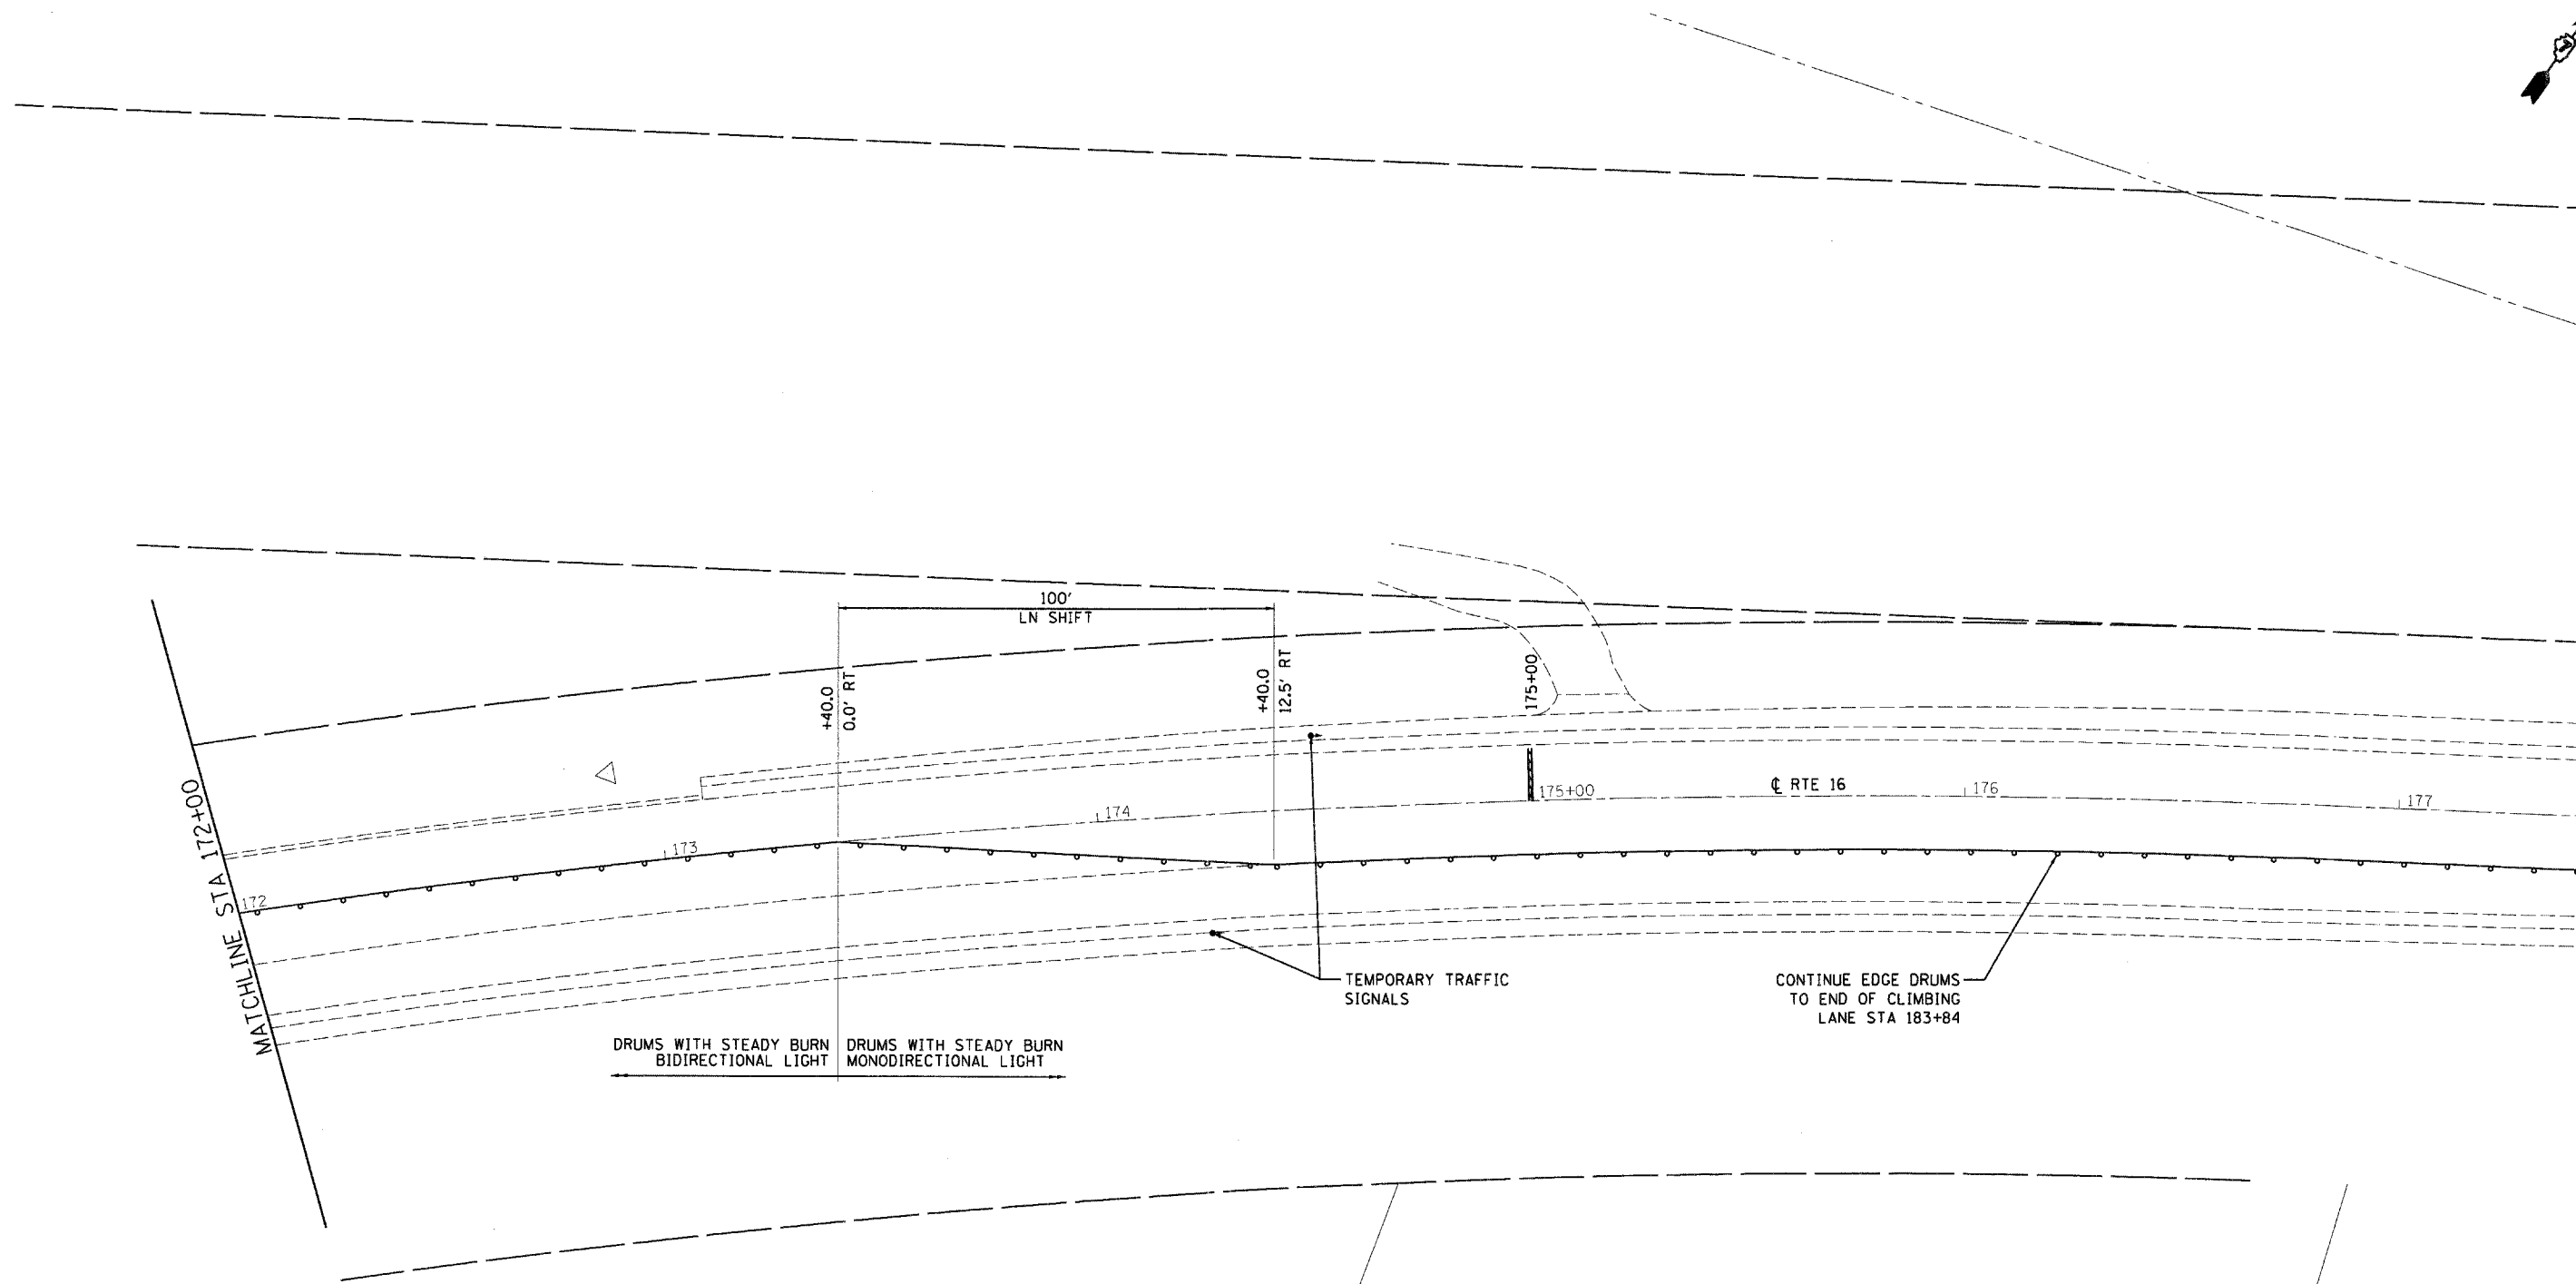 100'
LN SHIFT
+40.0
0.0' RT
+40.0
12.5' RT
175+00
MATCHLINE STA 172+00
172
173
174
175+00
℄ RTE 16
176
177
TEMPORARY TRAFFIC
SIGNALS
CONTINUE EDGE DRUMS
TO END OF CLIMBING
LANE STA 183+84
DRUMS WITH STEADY BURN
BIDIRECTIONAL LIGHT
DRUMS WITH STEADY BURN
MONODIRECTIONAL LIGHT